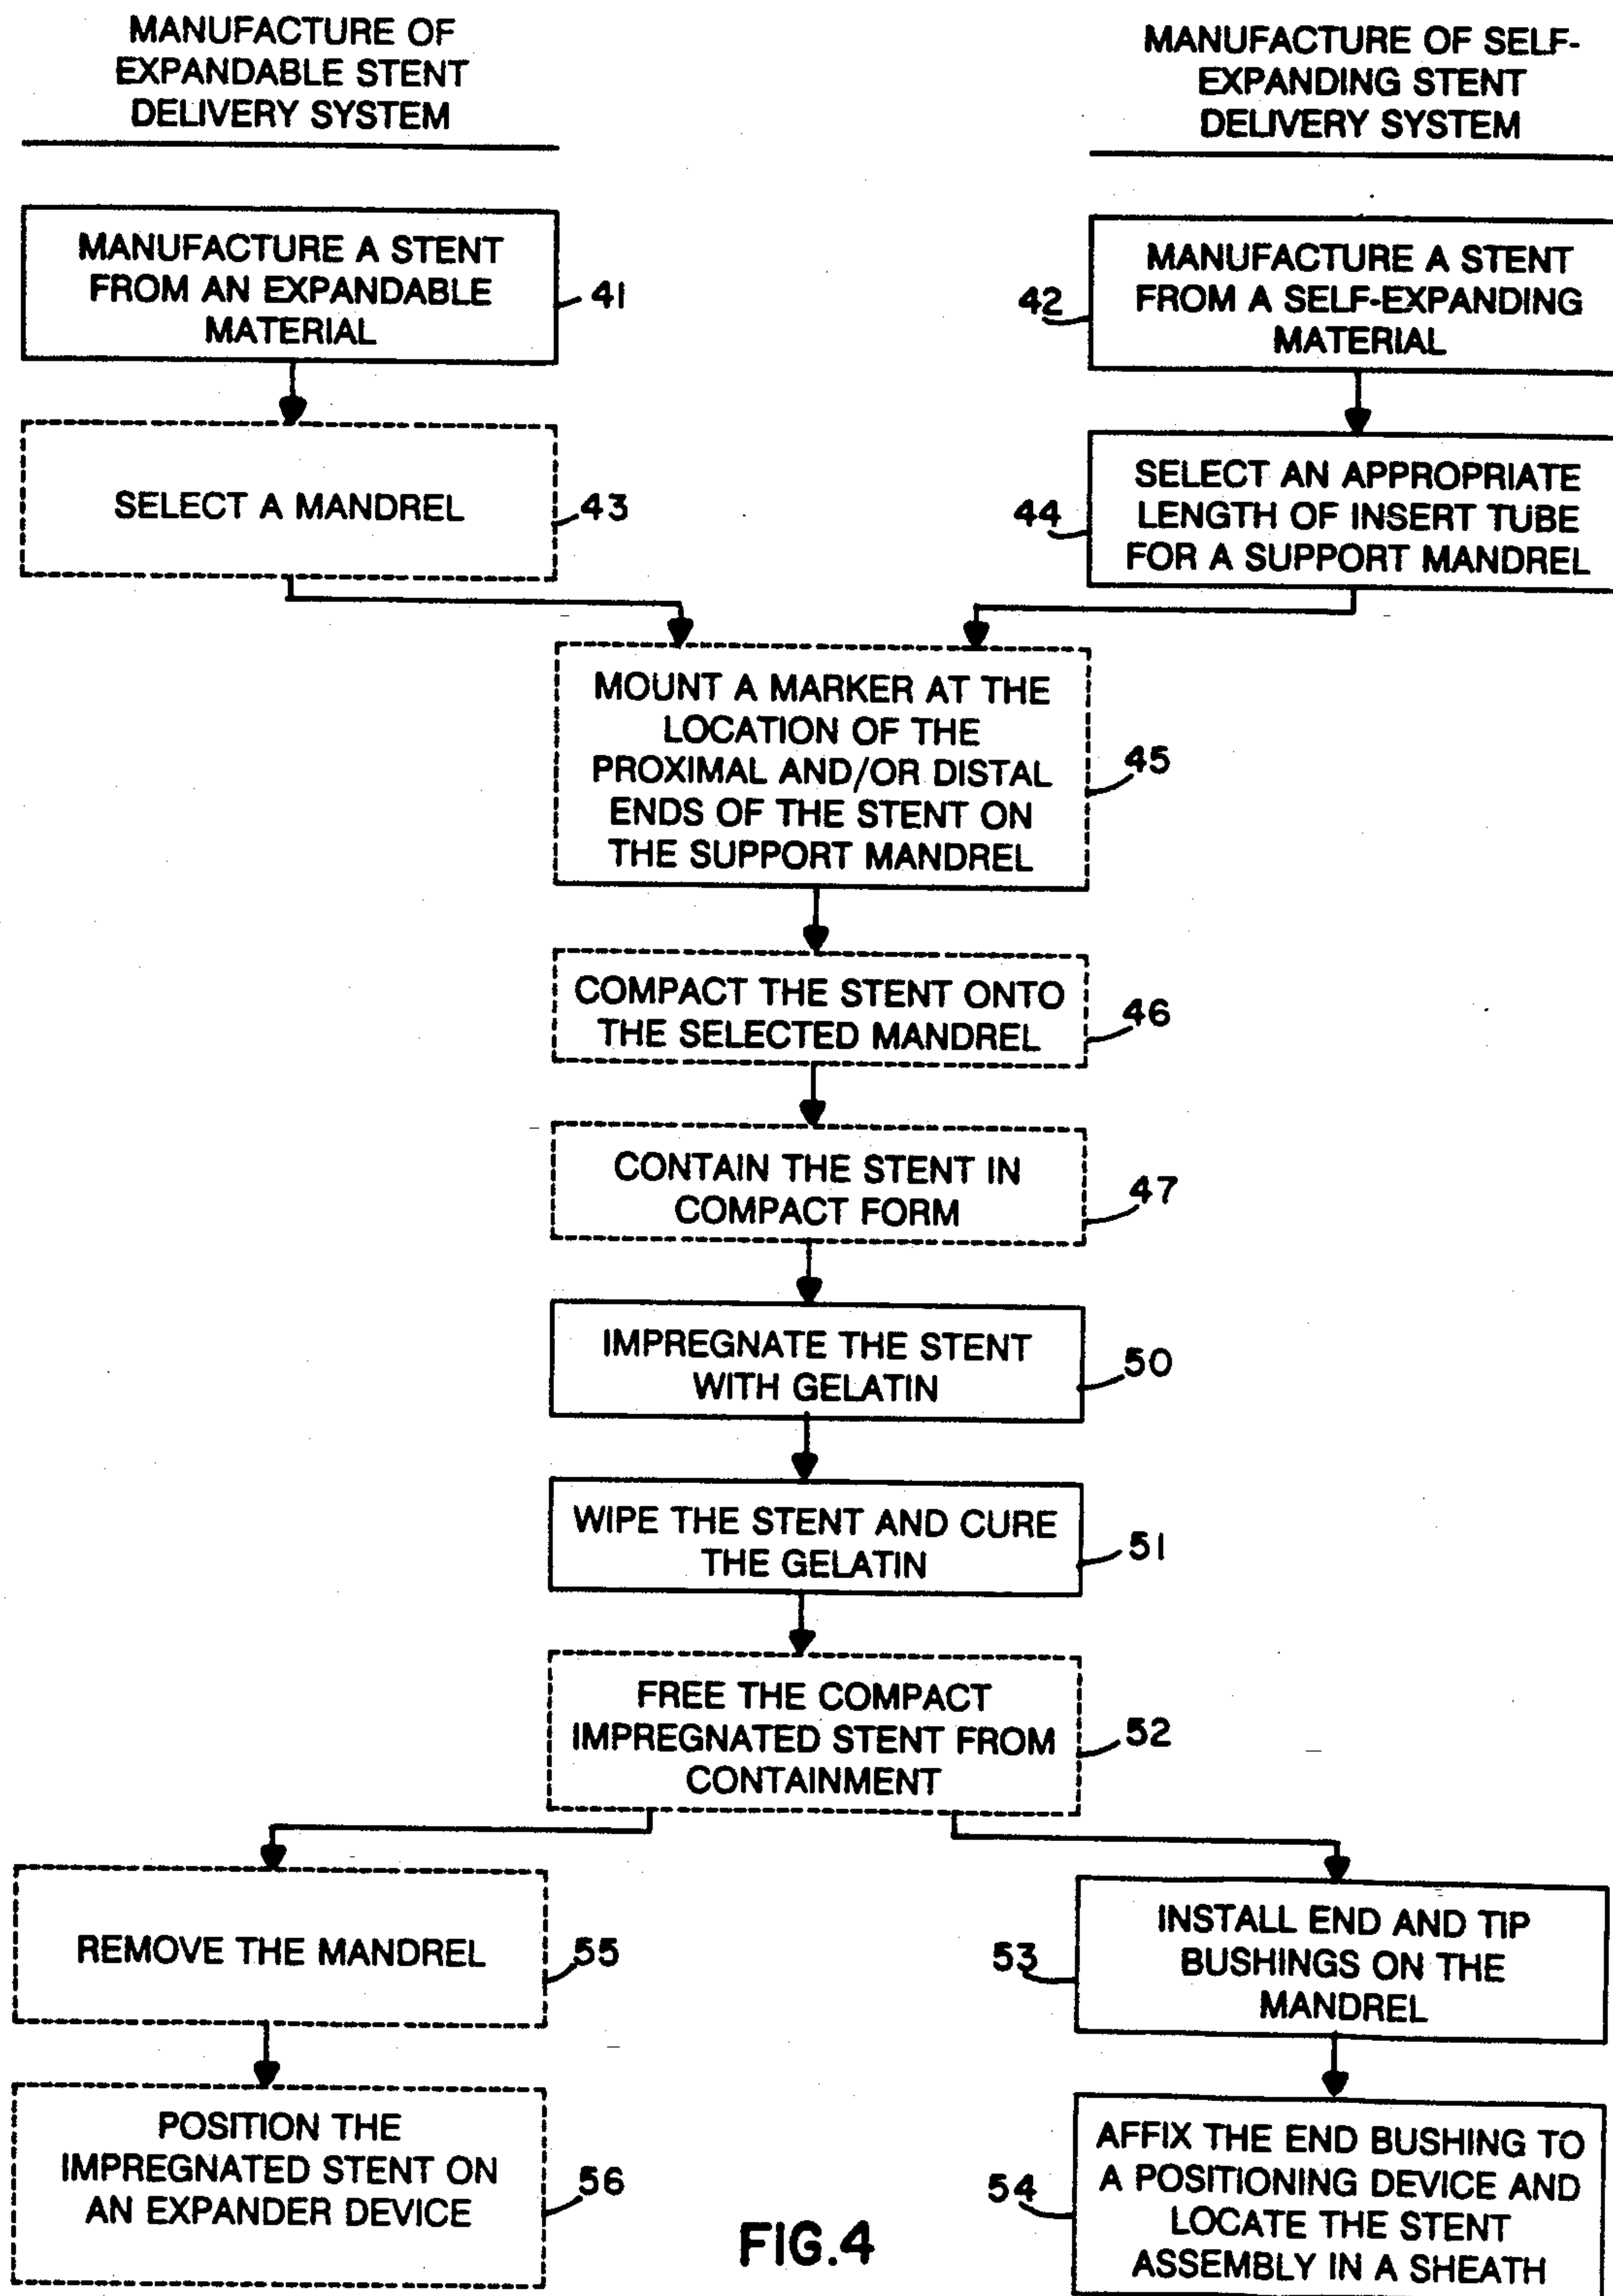 MANUFACTURE OF
EXPANDABLE STENT
DELIVERY SYSTEM
MANUFACTURE OF SELF-
EXPANDING STENT
DELIVERY SYSTEM
MANUFACTURE A STENT
FROM AN EXPANDABLE
MATERIAL
41
42
MANUFACTURE A STENT
FROM A SELF-EXPANDING
MATERIAL
SELECT A MANDREL
43
44
SELECT AN APPROPRIATE
LENGTH OF INSERT TUBE
FOR A SUPPORT MANDREL
MOUNT A MARKER AT THE
LOCATION OF THE
PROXIMAL AND/OR DISTAL
ENDS OF THE STENT ON
THE SUPPORT MANDREL
45
COMPACT THE STENT ONTO
THE SELECTED MANDREL
46
CONTAIN THE STENT IN
COMPACT FORM
47
IMPREGNATE THE STENT
WITH GELATIN
50
WIPE THE STENT AND CURE
THE GELATIN
51
FREE THE COMPACT
IMPREGNATED STENT FROM
CONTAINMENT
52
REMOVE THE MANDREL
55
53
INSTALL END AND TIP
BUSHINGS ON THE
MANDREL
POSITION THE
IMPREGNATED STENT ON
AN EXPANDER DEVICE
56
54
AFFIX THE END BUSHING TO
A POSITIONING DEVICE AND
LOCATE THE STENT
ASSEMBLY IN A SHEATH
FIG.4